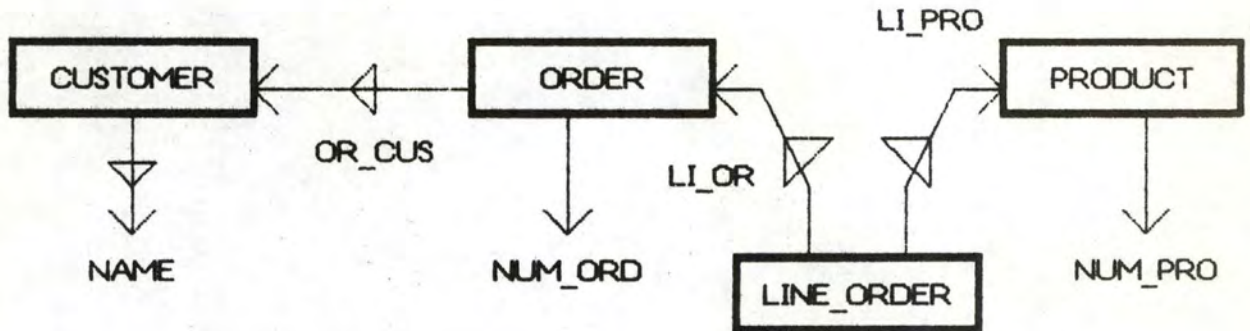 LI_PRO
CUSTOMER
ORDER
PRODUCT
OR_CUS
LI_OR
NAME
NUM_ORD
LINE_ORDER
NUM_PRO